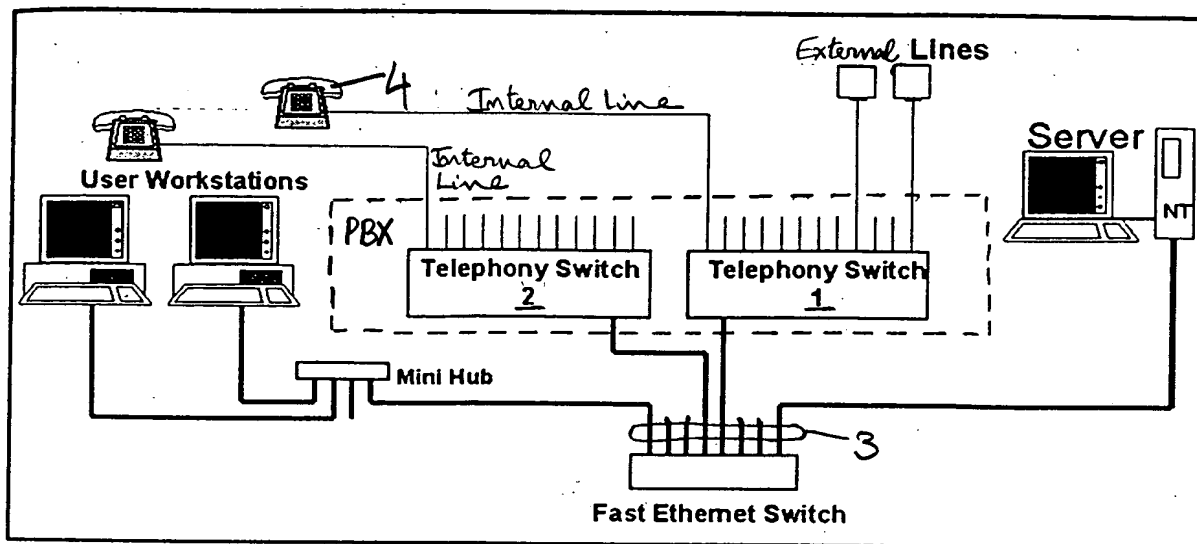 External Lines
4
Internal Line
Server
Internal
Line
User Workstations
NT
PBX
Telephony Switch
2
Telephony Switch
1
Mini Hub
3
Fast Ethernet Switch